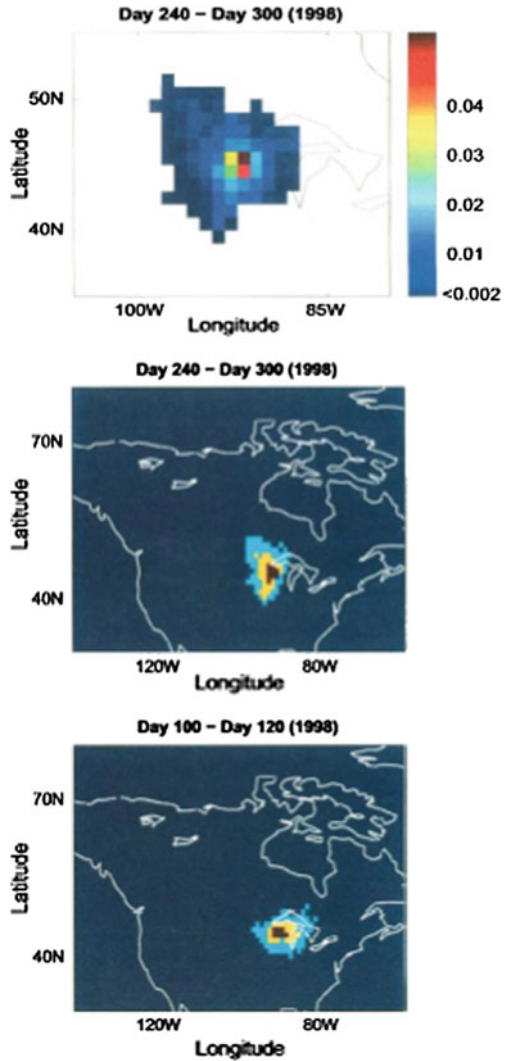 Day 240 – Day 300 (1998)
50N
40N
Latitude
100W
85W
Longitude
0.04
0.03
0.02
0.01
<0.002
Day 240 – Day 300 (1998)
70N
40N
Latitude
120W
80W
Longitude
Day 100 – Day 120 (1998)
70N
40N
Latitude
120W
80W
Longitude